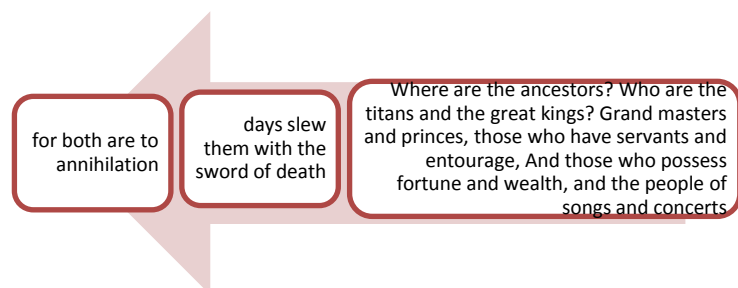 Where are the ancestors? Who are the
titans and the great kings? Grand masters
and princes, those who have servants and
entourage, And those who possess
fortune and wealth, and the people of
songs and concerts
days slew
them with the
sword of death
for both are to
annihilation